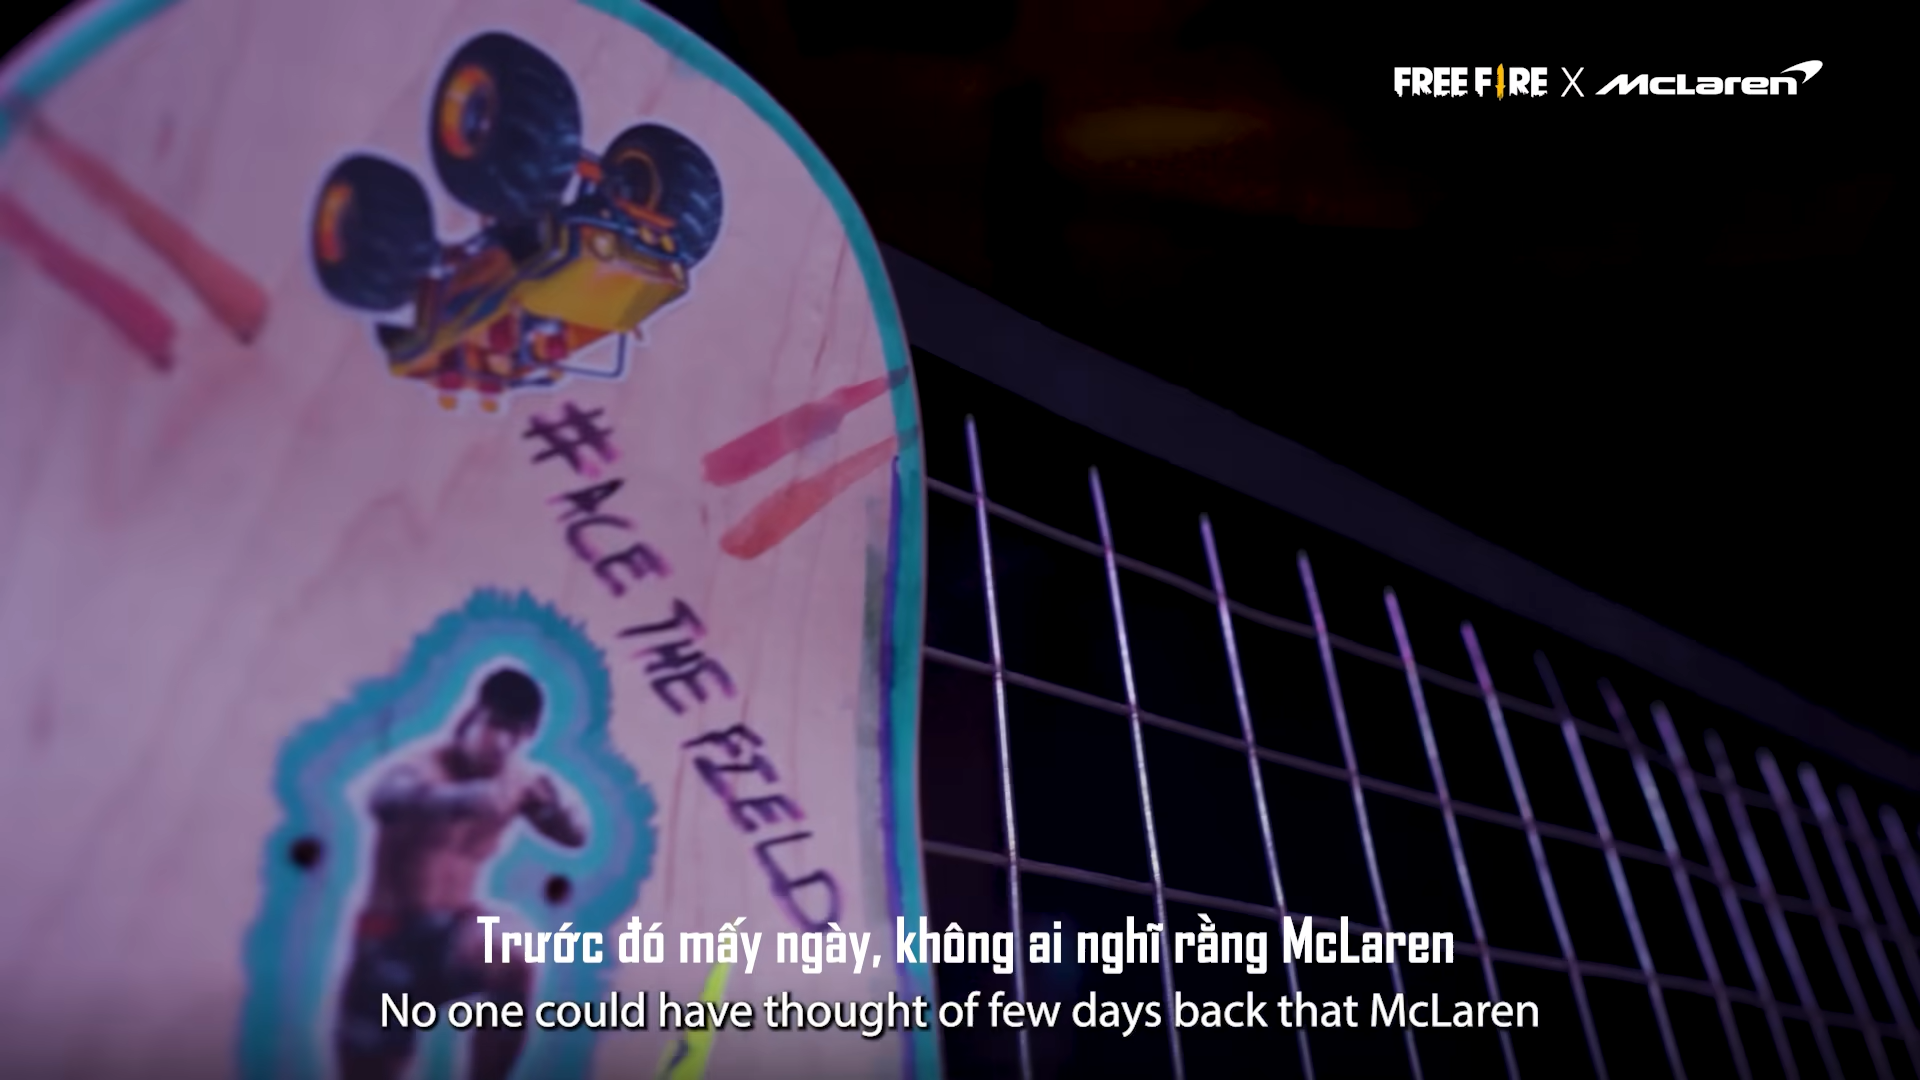 FREE FIRE X McLaren
#ACE THE FIELD
Trước đó mấy ngày, không ai nghĩ rằng McLaren
No one could have thought of few days back that McLaren